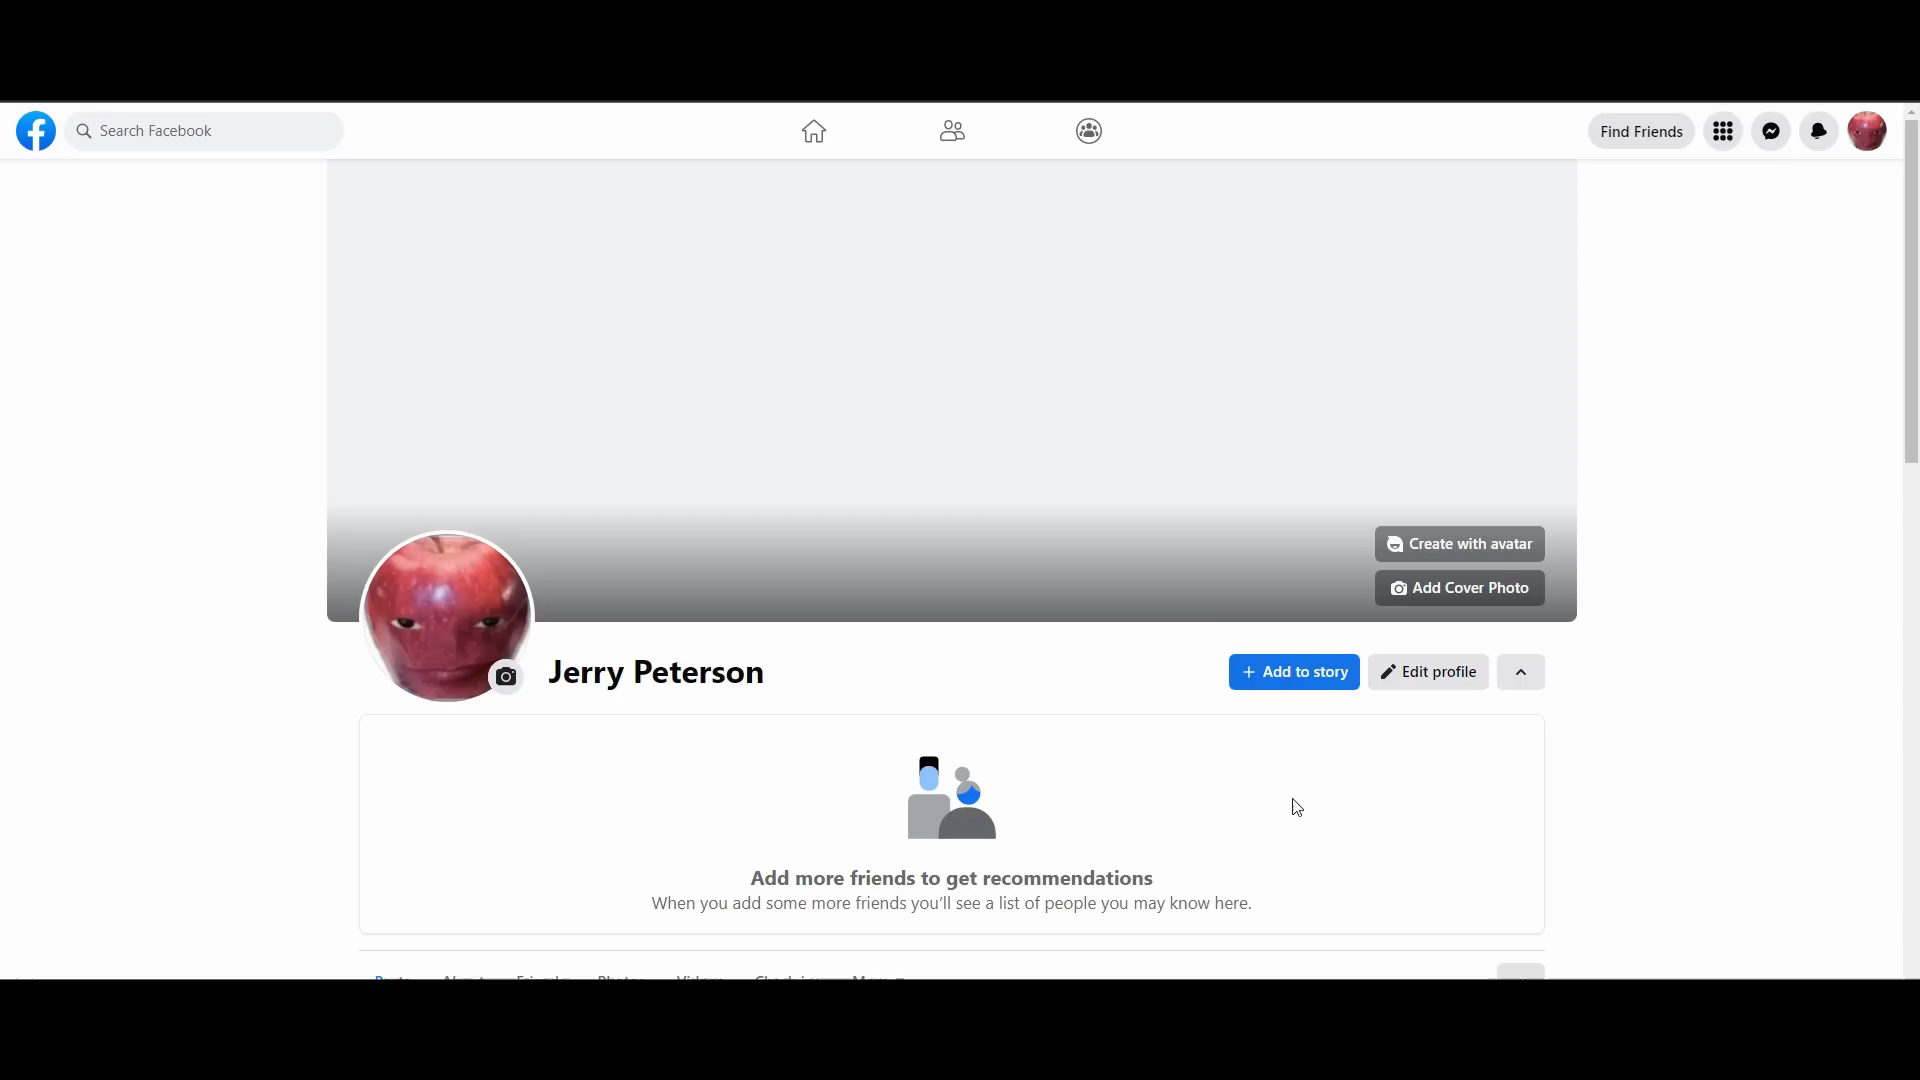 Search Facebook
Find Friends
Create with avatar
Add Cover Photo
Jerry Peterson
+ Add to story
Edit profile
Add more friends to get recommendations
When you add some more friends you'll see a list of people you may know here.